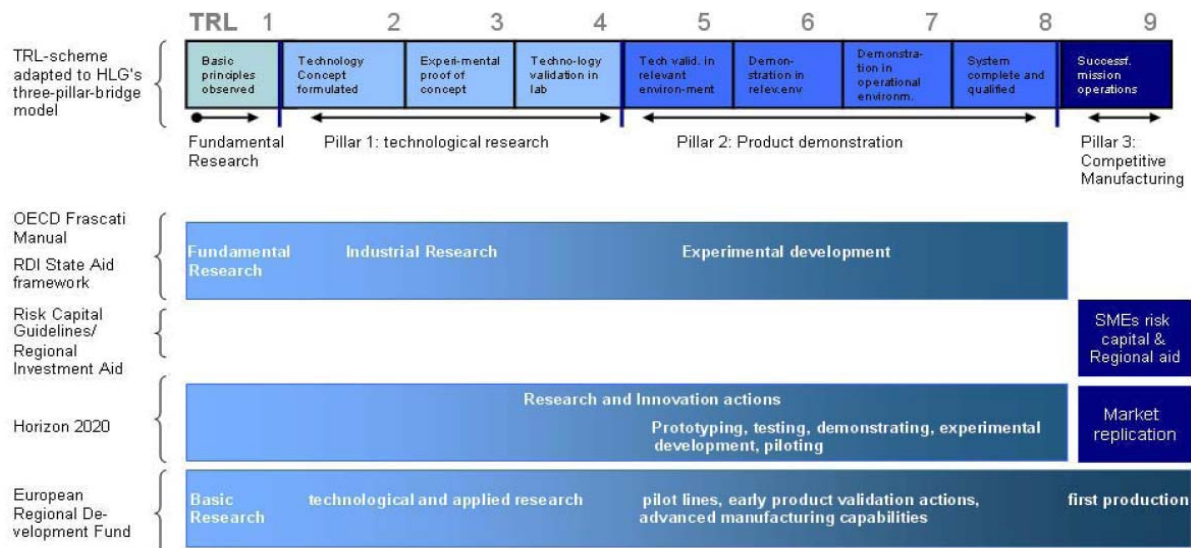 TRL 1 2 3 4 5 6 7 8 9
TRL-scheme
adapted to HLG's
three-pillar-bridge
model
Basic
principles
observed
Technology
Concept
formulated
Experi-mental
proof of
concept
Techno-logy
validation in
lab
Tech valid. in
relevant
environ-ment
Demon-
stration in
relev.env
Demonstra-
tion in
operational
environm.
System
complete and
qualified
Successf.
mission
operations
Fundamental
Research
Pillar 1: technological research
Pillar 2: Product demonstration
Pillar 3:
Competitive
Manufacturing
OECD Frascati
Manual
RDI State Aid
framework
Fundamental
Research
Industrial Research
Experimental development
Risk Capital
Guidelines/
Regional
Investment Aid
SMEs risk
capital &
Regional aid
Horizon 2020
Research and Innovation actions
Prototyping, testing, demonstrating, experimental
development, piloting
Market
replication
European
Regional De-
velopment Fund
Basic
Research
technological and applied research
pilot lines, early product validation actions,
advanced manufacturing capabilities
first production